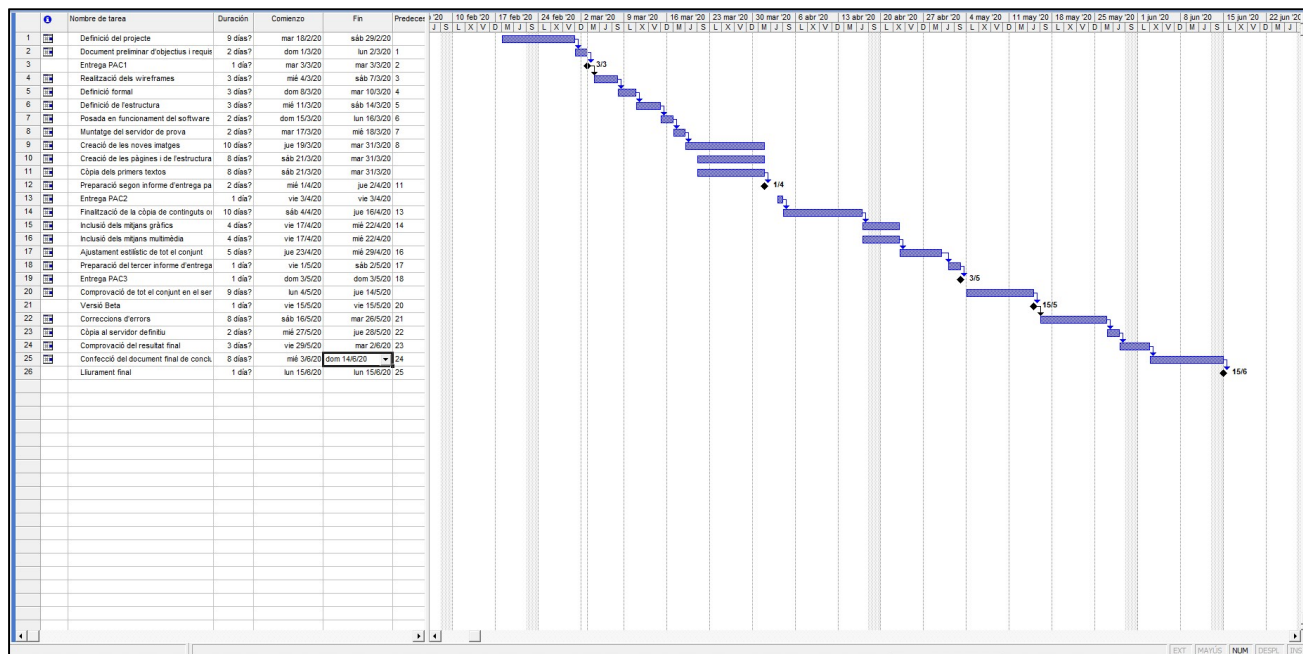 Nombre de tarea Duración Comienzo Fin Predeces
'20 10 feb '20 17 feb '20 24 feb '20 2 mar '20 9 mar '20 16 mar '20 23 mar '20 30 mar '20 6 abr '20 13 abr '20 20 abr '20 27 abr '20 4 may '20 11 may '20 18 may '20 25 may '20 1 jun '20 8 jun '20 15 jun '20 22 jun '20
J S L X V D M J S L X V D M J S L X V D M J S L X V D M J S L X V D M J S L X V D M J S L X V D M J S L X V D M J S L X V D M J S L X V D M J
1 Definició del projecte 9 días? mar 18/2/20 sáb 29/2/20
2 Document preliminar d'objectius i requis 2 días? dom 1/3/20 lun 2/3/20 1
3 Entrega PAC1 1 día? mar 3/3/20 mar 3/3/20 2 3/3
4 Realització dels wireframes 3 días? mié 4/3/20 sáb 7/3/20 3
5 Definició formal 3 días? dom 8/3/20 mar 10/3/20 4
6 Definició de l'estructura 3 días? mié 11/3/20 sáb 14/3/20 5
7 Posada en funcionament del software 2 días? dom 15/3/20 lun 16/3/20 6
8 Muntatge del servidor de prova 2 días? mar 17/3/20 mié 18/3/20 7
9 Creació de les noves imatges 10 días? jue 19/3/20 mar 31/3/20 8
10 Creació de les pàgines i de l'estructura 8 días? sáb 21/3/20 mar 31/3/20
11 Còpia dels primers textos 8 días? sáb 21/3/20 mar 31/3/20
12 Preparació segon informe d'entrega pa 2 días? mié 1/4/20 jue 2/4/20 11 1/4
13 Entrega PAC2 1 día? vie 3/4/20 vie 3/4/20
14 Finalització de la còpia de continguts o 10 días? sáb 4/4/20 jue 16/4/20 13
15 Inclusió dels mitjans gràfics 4 días? vie 17/4/20 mié 22/4/20 14
16 Inclusió dels mitjans multimèdia 4 días? vie 17/4/20 mié 22/4/20
17 Ajustament estilístic de tot el conjunt 5 días? jue 23/4/20 mié 29/4/20 16
18 Preparació del tercer informe d'entrega 1 día? vie 1/5/20 sáb 2/5/20 17
19 Entrega PAC3 1 día? dom 3/5/20 dom 3/5/20 18 3/5
20 Comprovació de tot el conjunt en el ser 9 días? lun 4/5/20 jue 14/5/20
21 Versió Beta 1 día? vie 15/5/20 vie 15/5/20 20 15/5
22 Correccions d'errors 8 días? sáb 16/5/20 mar 26/5/20 21
23 Còpia al servidor definitiu 2 días? mié 27/5/20 jue 28/5/20 22
24 Comprovació del resultat final 3 días? vie 29/5/20 mar 2/6/20 23
25 Confecció del document final de conclu 8 días? mié 3/6/20 dom 14/6/20 24
26 Lliurament final 1 día? lun 15/6/20 lun 15/6/20 25 15/6
EXT MAYÚS NUM DESPL INS